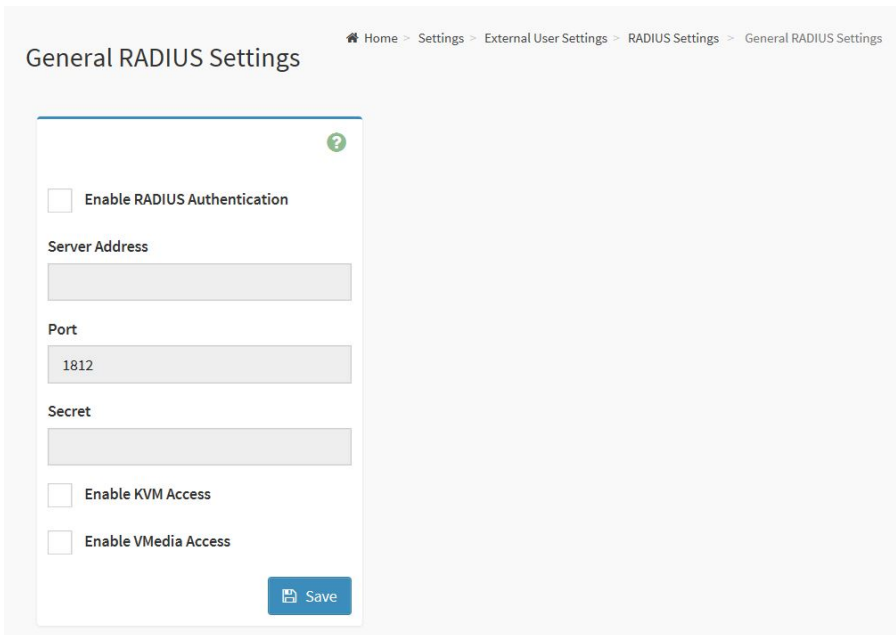 General RADIUS Settings
Home > Settings > External User Settings > RADIUS Settings > General RADIUS Settings
?
Enable RADIUS Authentication
Server Address
Port
1812
Secret
Enable KVM Access
Enable VMedia Access
Save